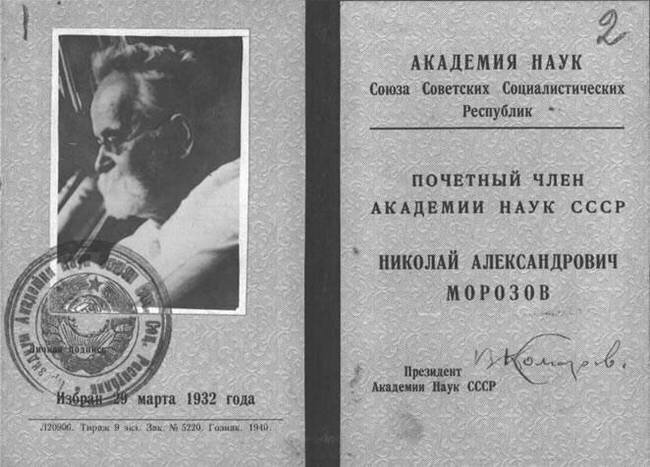 Личная подпись
Избран 29 марта 1932 года
Л20906. Тираж 9 экз. Зак. № 5220. Гознак. 1940.
2
АКАДЕМИЯ НАУК
Союза Советских Социалистических
Республик
ПОЧЕТНЫЙ ЧЛЕН
АКАДЕМИИ НАУК СССР
НИКОЛАЙ АЛЕКСАНДРОВИЧ
МОРОЗОВ
Президент
Академии Наук СССР
В Комаров.